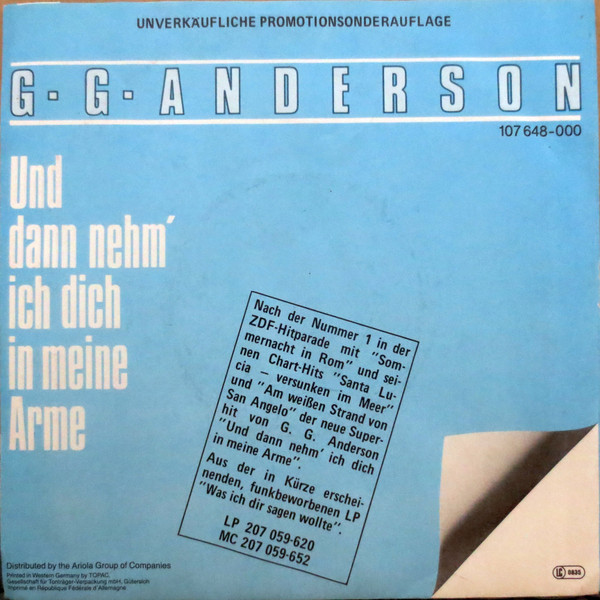 UNVERKÄUFLICHE PROMOTIONSONDERAUFLAGE
G·G·ANDERSON
107 648-000
Und
dann nehm'
ich dich
in meine
Arme
Nach der Nummer 1 in der
ZDF-Hitparade mit "Som-
mernacht in Rom" und sei-
nen Chart-Hits "Santa Lu-
cia – versunken im Meer"
und "Am weißen Strand von
San Angelo" der neue Super-
hit von G. G. Anderson
"Und dann nehm' ich dich
in meine Arme".
Aus der in Kürze erschei-
nenden, funkbeworbenen LP
"Was ich dir sagen wollte".
LP 207 059-620
MC 207 059-652
Distributed by the Ariola Group of Companies
Printed in Western Germany by TOPAC,
Gesellschaft für Tonträger-Verpackung mbH, Gütersloh
Imprimé en République Fédérale d'Allemagne
LC 0835